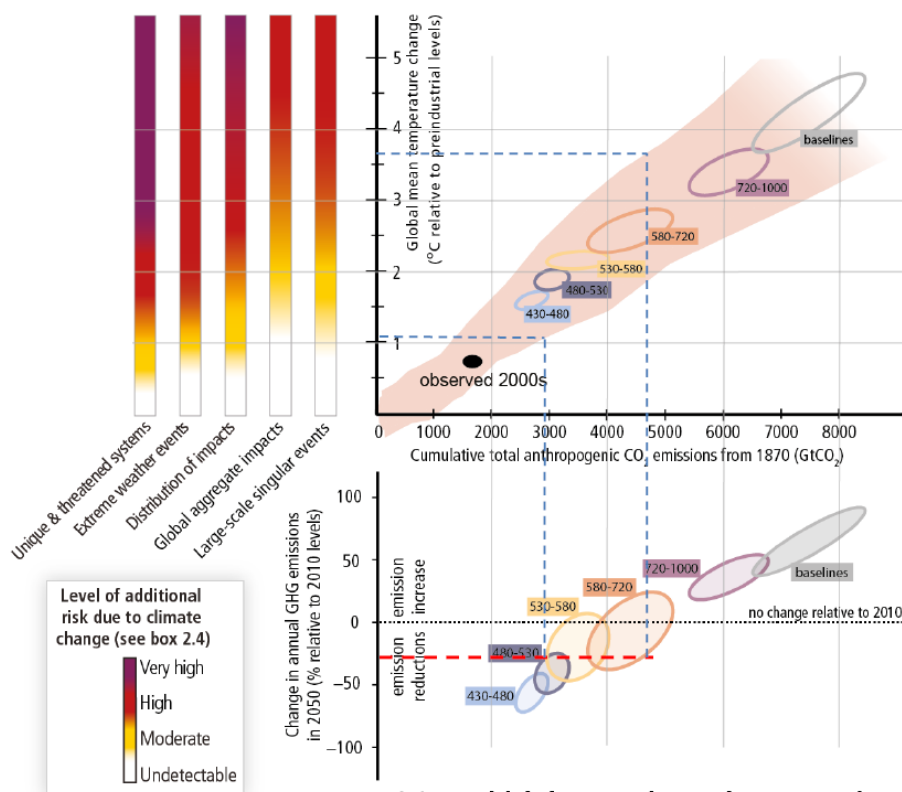 Global mean temperature change
(°C relative to preindustrial levels)
5
4
3
2
1
baselines
720-1000
580-720
530-580
480-530
430-480
observed 2000s
0 1000 2000 3000 4000 5000 6000 7000 8000
Cumulative total anthropogenic CO2 emissions from 1870 (GtCO2)
Unique & threatened systems
Extreme weather events
Distribution of impacts
Global aggregate impacts
Large-scale singular events
Level of additional
risk due to climate
change (see box 2.4)
Very high
High
Moderate
Undetectable
Change in annual GHG emissions
in 2050 (% relative to 2010 levels)
emission
increase
emission
reductions
100
50
0
−50
−100
baselines
720-1000
580-720
530-580
no change relative to 2010
480-530
430-480